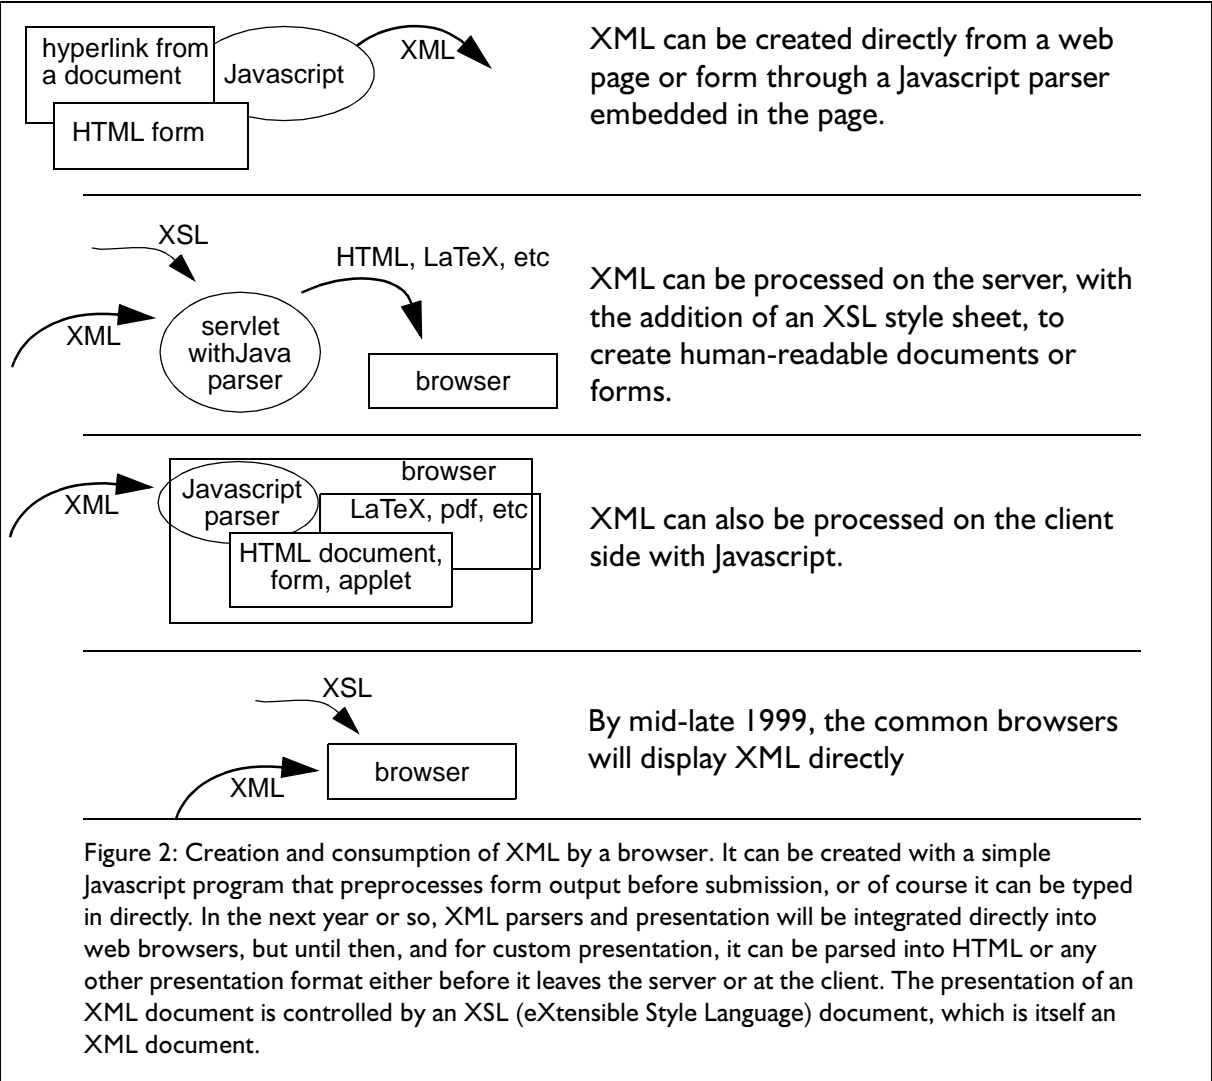 hyperlink from
a document
Javascript
XML
HTML form
XML can be created directly from a web
page or form through a Javascript parser
embedded in the page.
XSL
HTML, LaTeX, etc
XML
servlet
withJava
parser
browser
XML can be processed on the server, with
the addition of an XSL style sheet, to
create human-readable documents or
forms.
browser
Javascript
parser
XML
LaTeX, pdf, etc
HTML document,
form, applet
XML can also be processed on the client
side with Javascript.
XSL
browser
XML
By mid-late 1999, the common browsers
will display XML directly
Figure 2: Creation and consumption of XML by a browser. It can be created with a simple
Javascript program that preprocesses form output before submission, or of course it can be typed
in directly. In the next year or so, XML parsers and presentation will be integrated directly into
web browsers, but until then, and for custom presentation, it can be parsed into HTML or any
other presentation format either before it leaves the server or at the client. The presentation of an
XML document is controlled by an XSL (eXtensible Style Language) document, which is itself an
XML document.